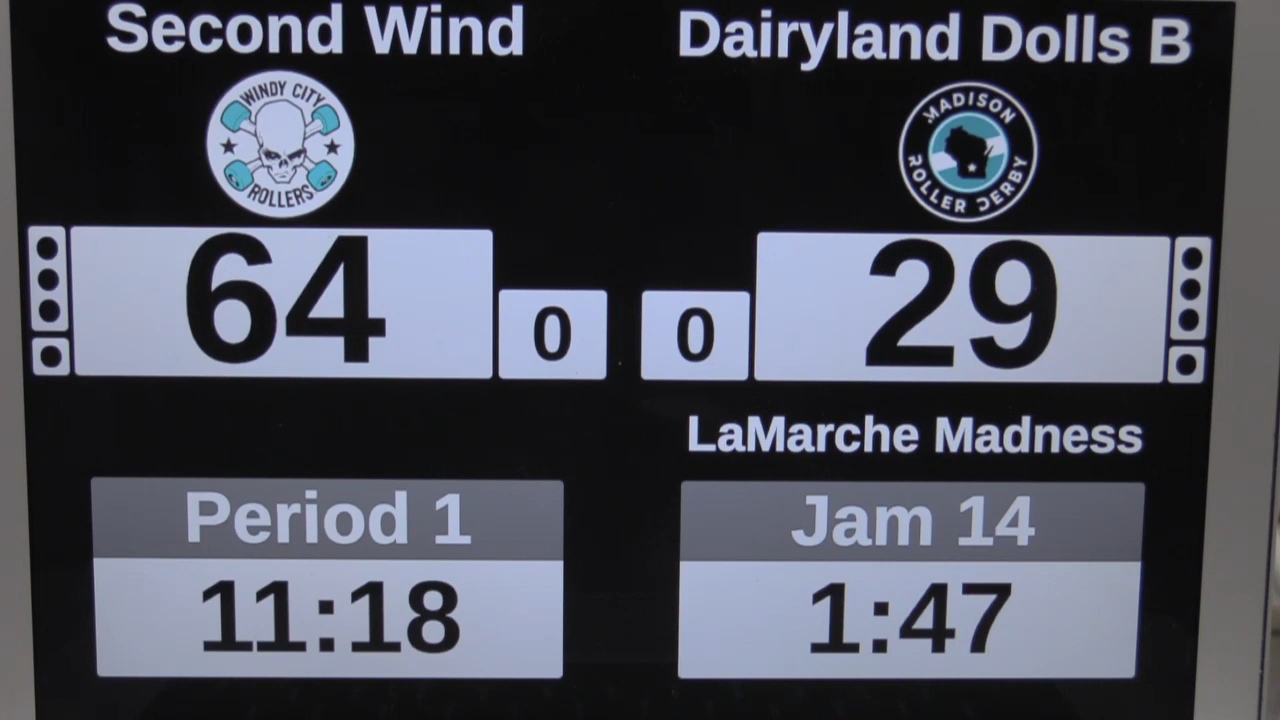 Second Wind
Dairyland Dolls B
WINDY CITY
ROLLERS
MADISON
ROLLER DERBY
64
0
0
29
LaMarche Madness
Period 1
Jam 14
11:18
1:47